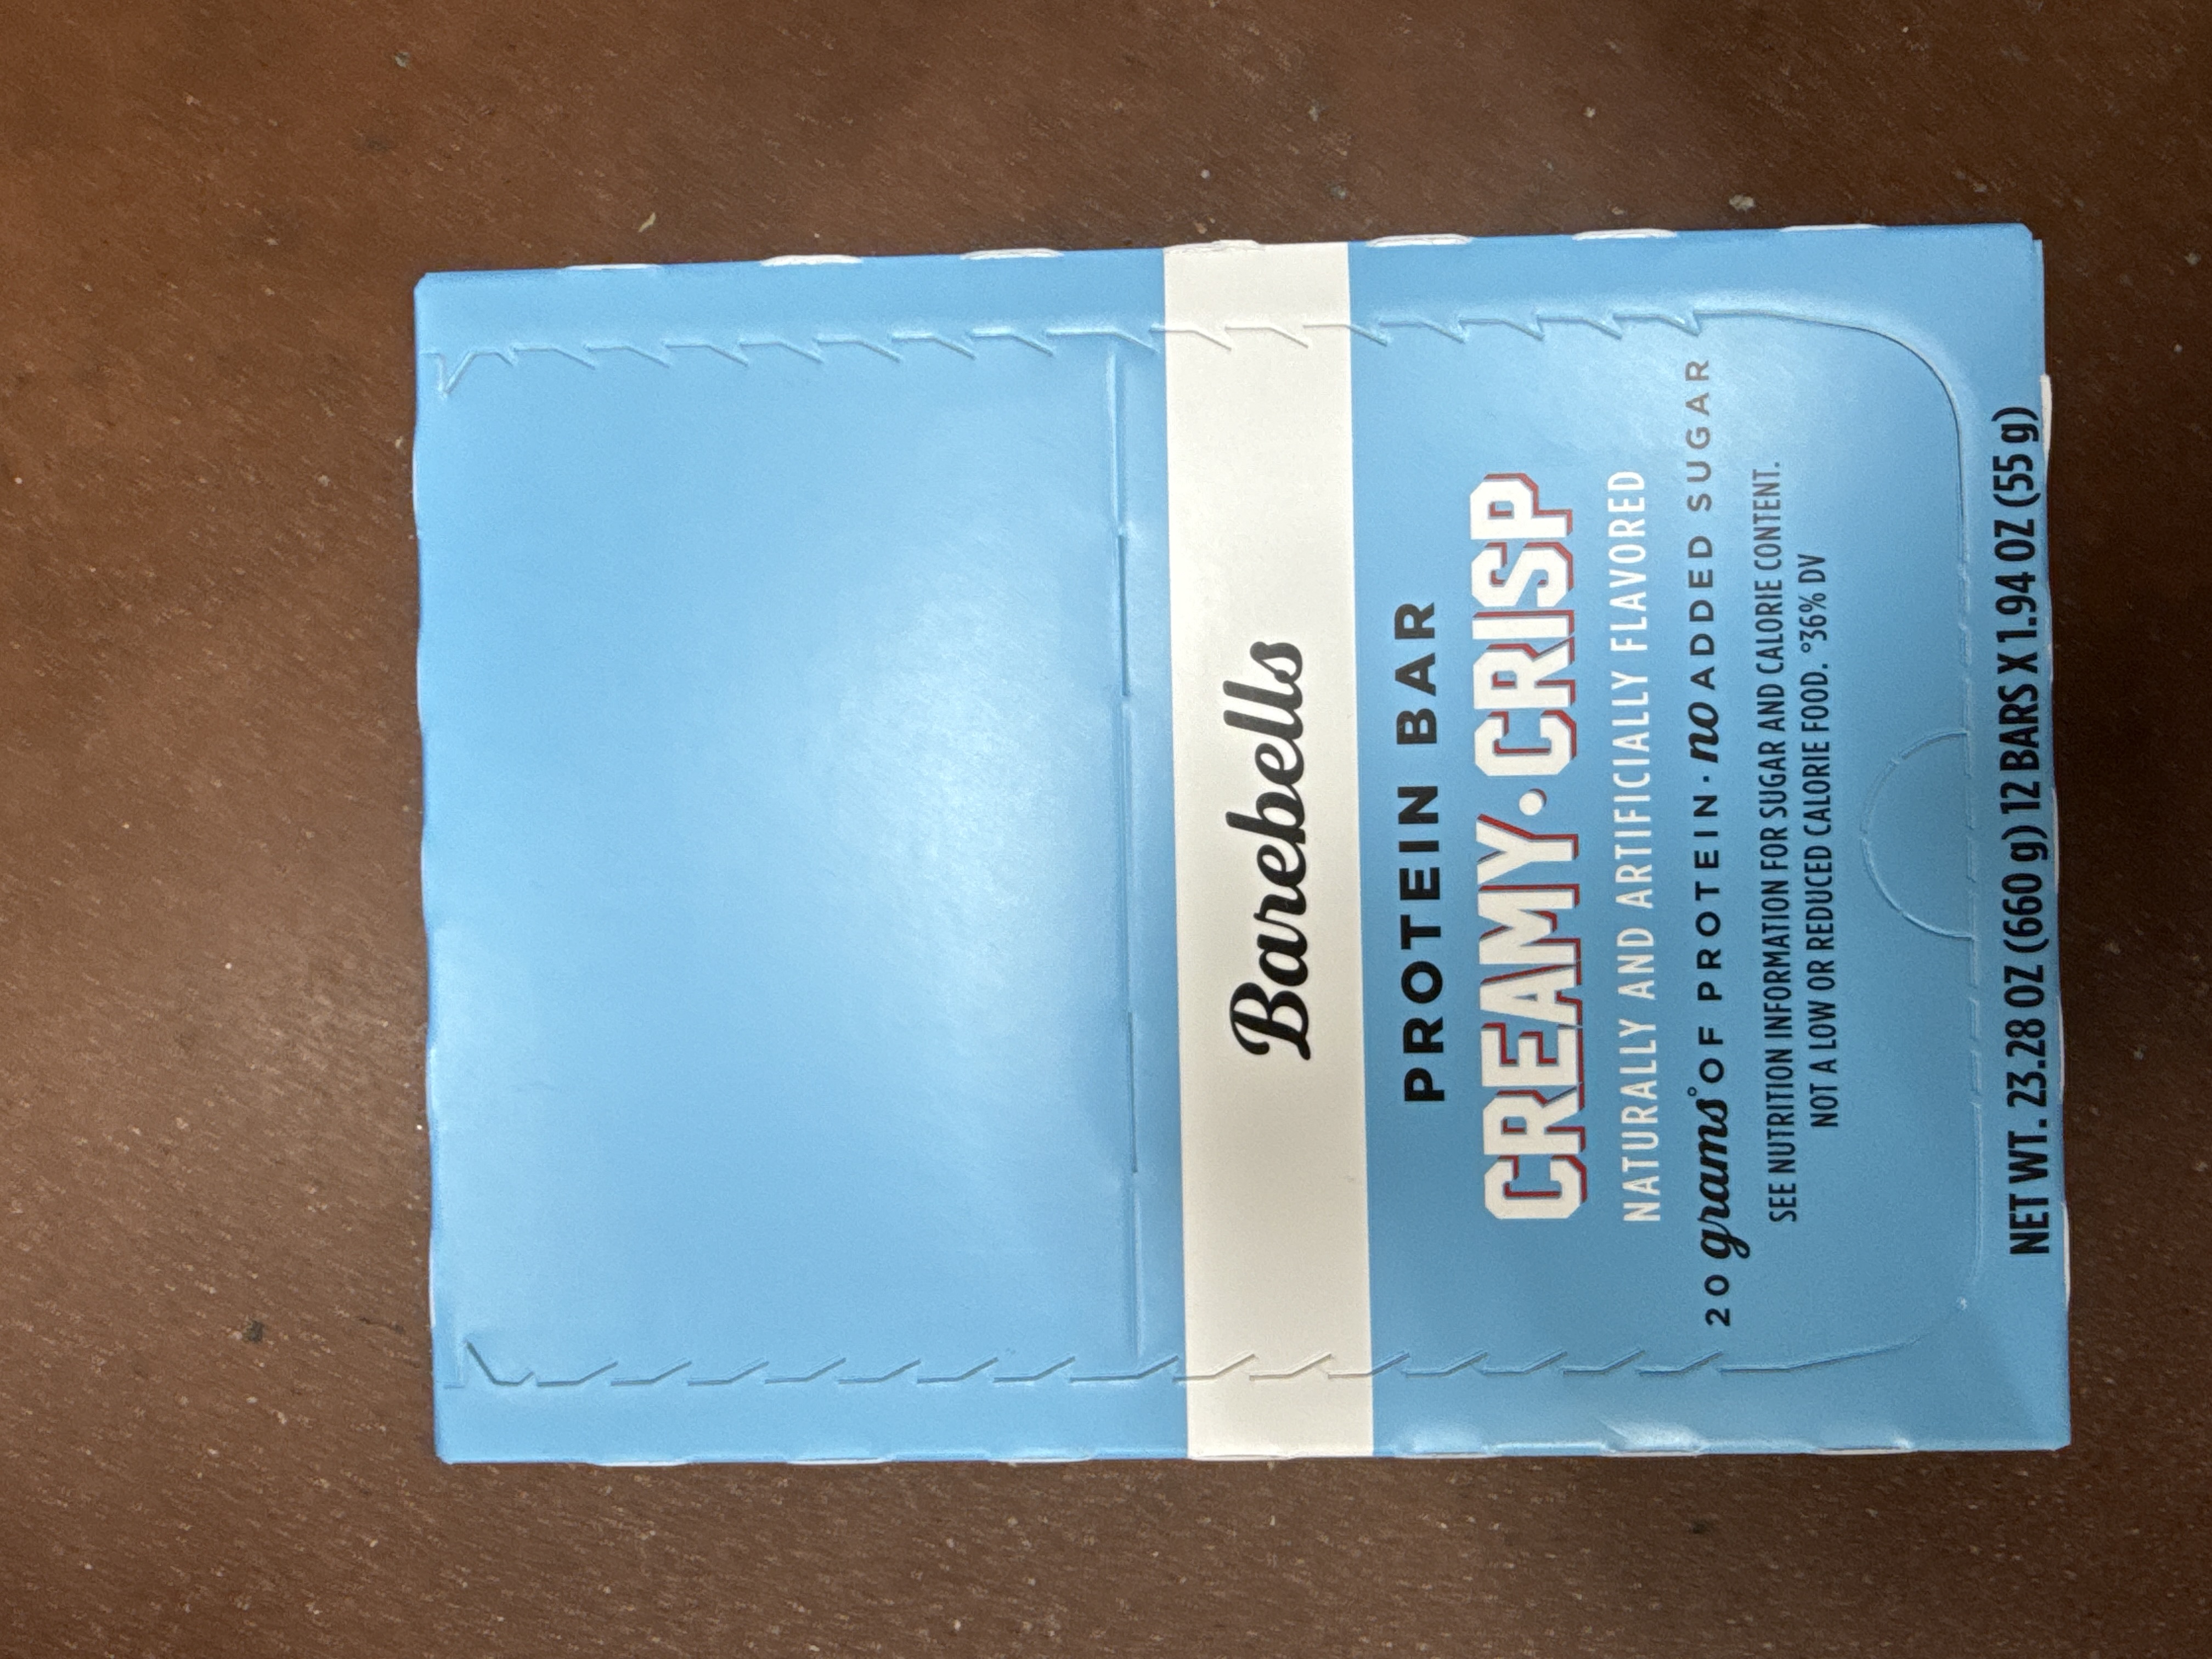 Barebells
PROTEIN BAR
CREAMY·CRISP
NATURALLY AND ARTIFICIALLY FLAVORED
20 grams° OF PROTEIN · no ADDED SUGAR
SEE NUTRITION INFORMATION FOR SUGAR AND CALORIE CONTENT.
NOT A LOW OR REDUCED CALORIE FOOD. °36% DV
NET WT. 23.28 OZ (660 g) 12 BARS X 1.94 OZ (55 g)